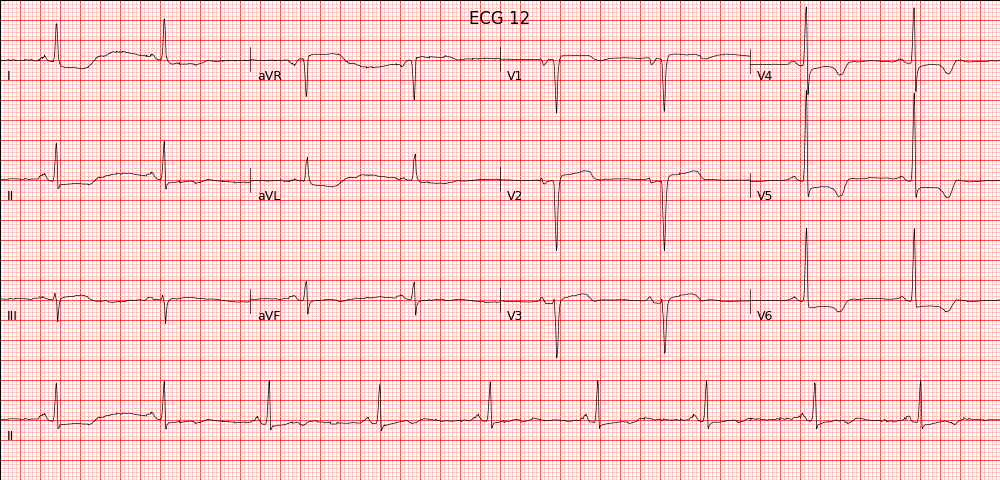 ECG 12
I aVR V1 V4
II aVL V2 V5
III aVF V3 V6
II